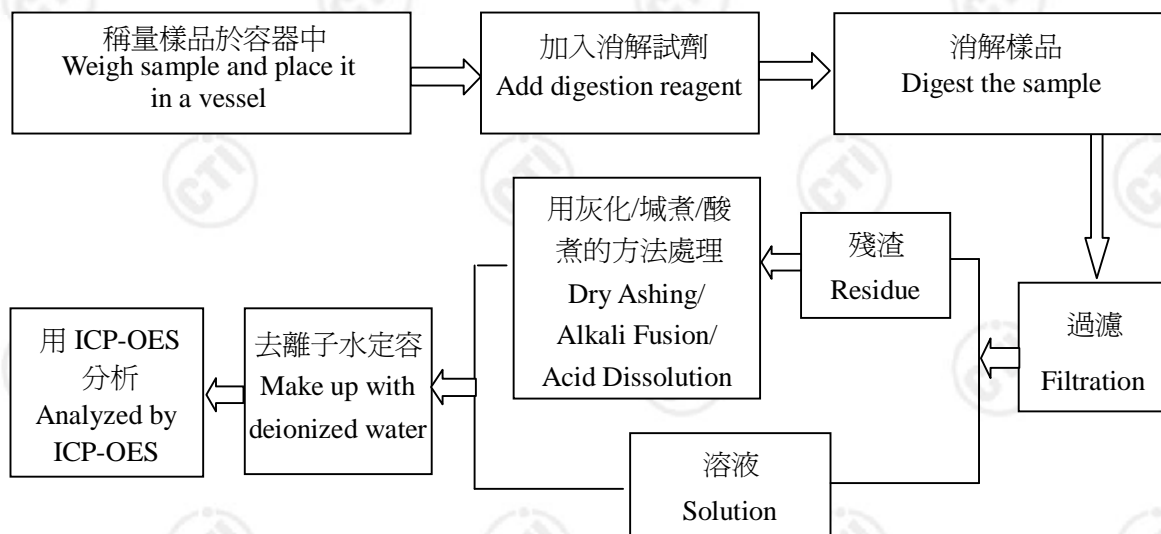 稱量樣品於容器中
Weigh sample and place it
in a vessel
加入消解試劑
Add digestion reagent
消解樣品
Digest the sample
過濾
Filtration
殘渣
Residue
用灰化/堿煮/酸
煮的方法處理
Dry Ashing/
Alkali Fusion/
Acid Dissolution
溶液
Solution
去離子水定容
Make up with
deionized water
用 ICP-OES
分析
Analyzed by
ICP-OES
CTI
CTI
CTI
CTI